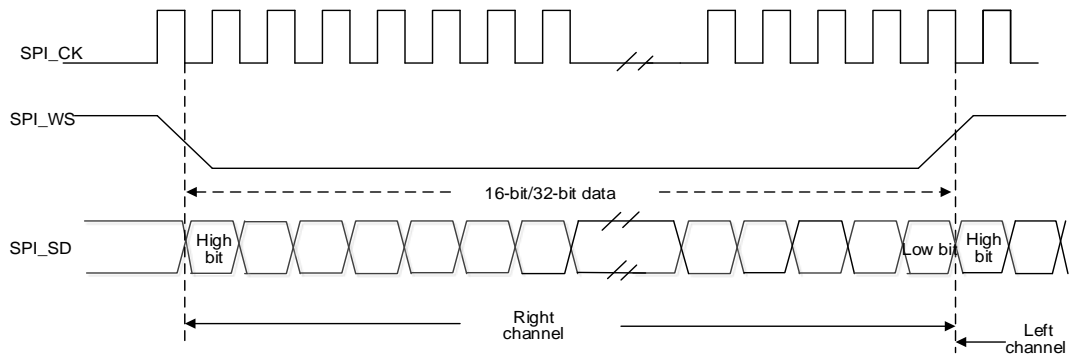 SPI_CK
SPI_WS
16-bit/32-bit data
SPI_SD
High
bit
Low bit
High
bit
Right
channel
Left
channel